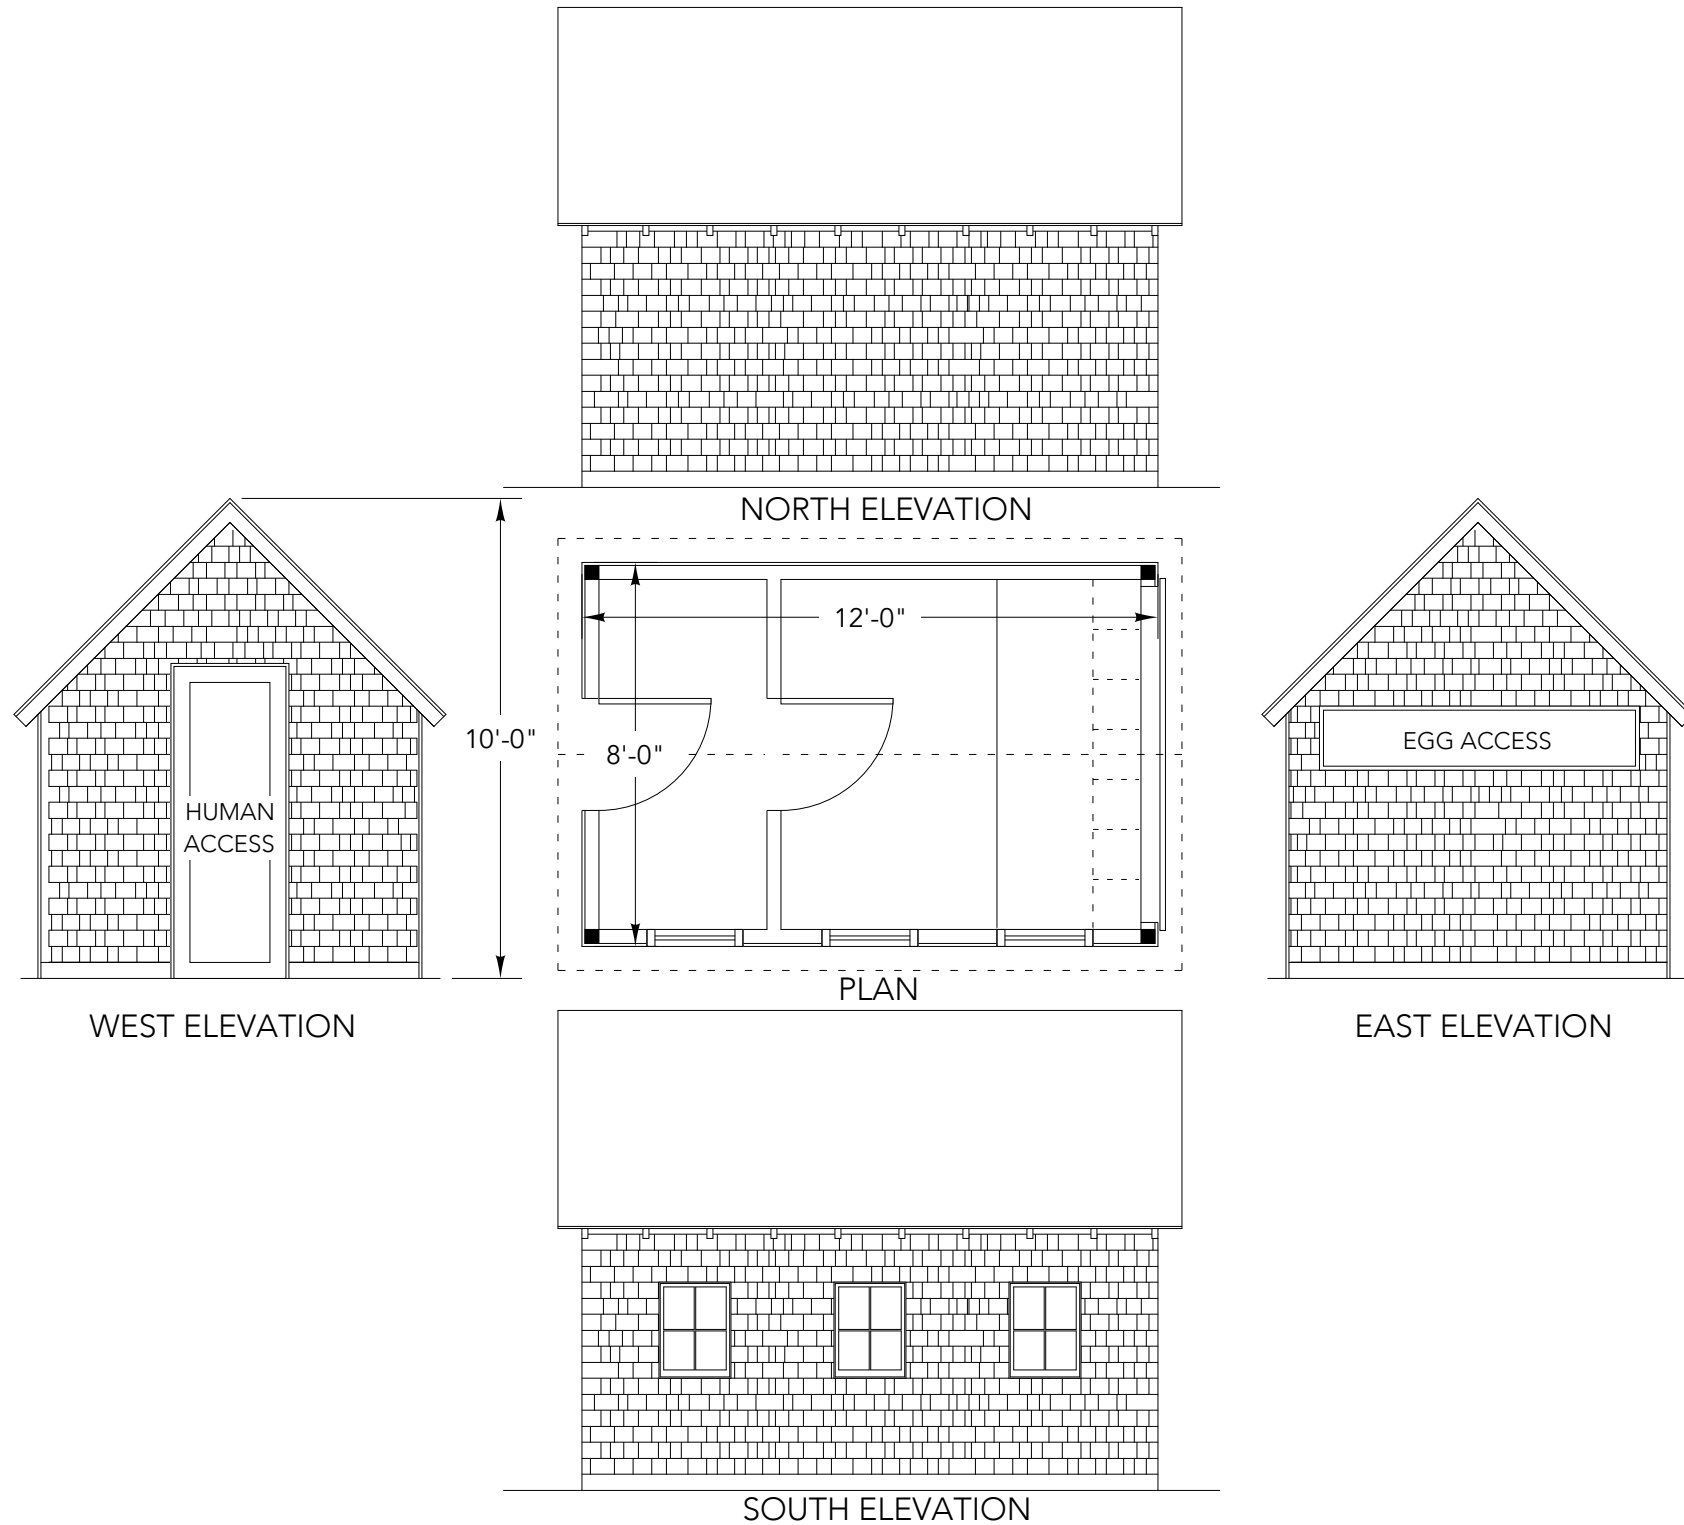 NORTH ELEVATION
12'-0"
10'-0"
8'-0"
EGG ACCESS
HUMAN
ACCESS
PLAN
WEST ELEVATION
EAST ELEVATION
SOUTH ELEVATION